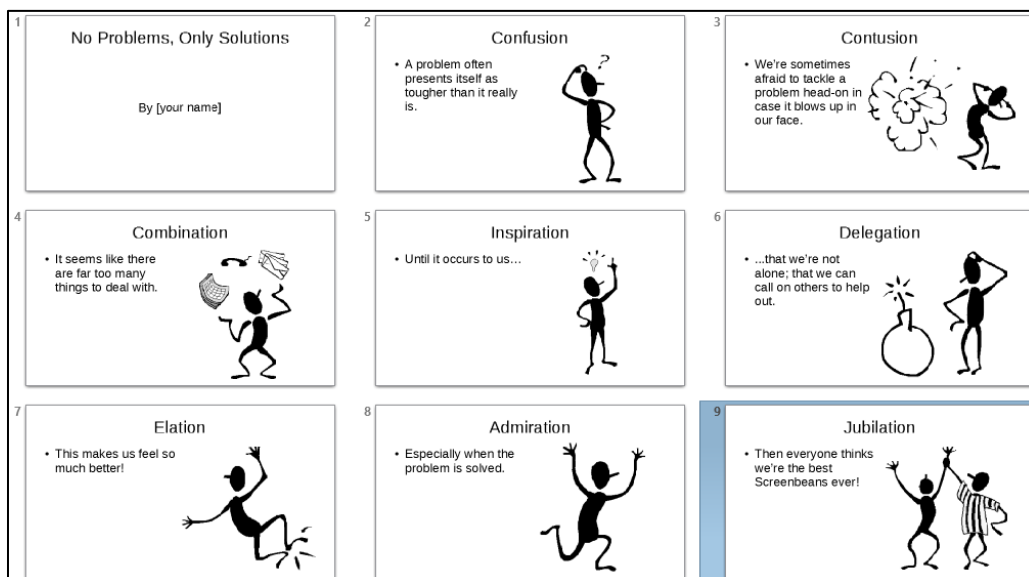 1
No Problems, Only Solutions
By [your name]
2
Confusion
?
• A problem often
presents itself as
tougher than it really
is.
3
Contusion
• We're sometimes
afraid to tackle a
problem head-on in
case it blows up in
our face.
4
Combination
• It seems like there
are far too many
things to deal with.
5
Inspiration
• Until it occurs to us…
6
Delegation
• ...that we're not
alone; that we can
call on others to help
out.
7
Elation
• This makes us feel so
much better!
8
Admiration
• Especially when the
problem is solved.
9
Jubilation
• Then everyone thinks
we're the best
Screenbeans ever!